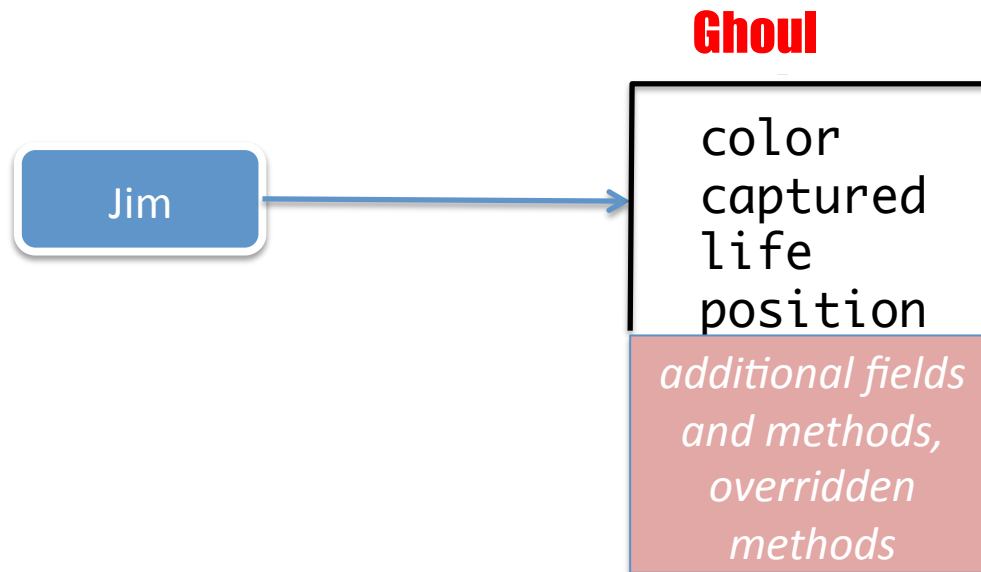 Ghoul
Jim
color
captured
life
position
additional fields
and methods,
overridden
methods